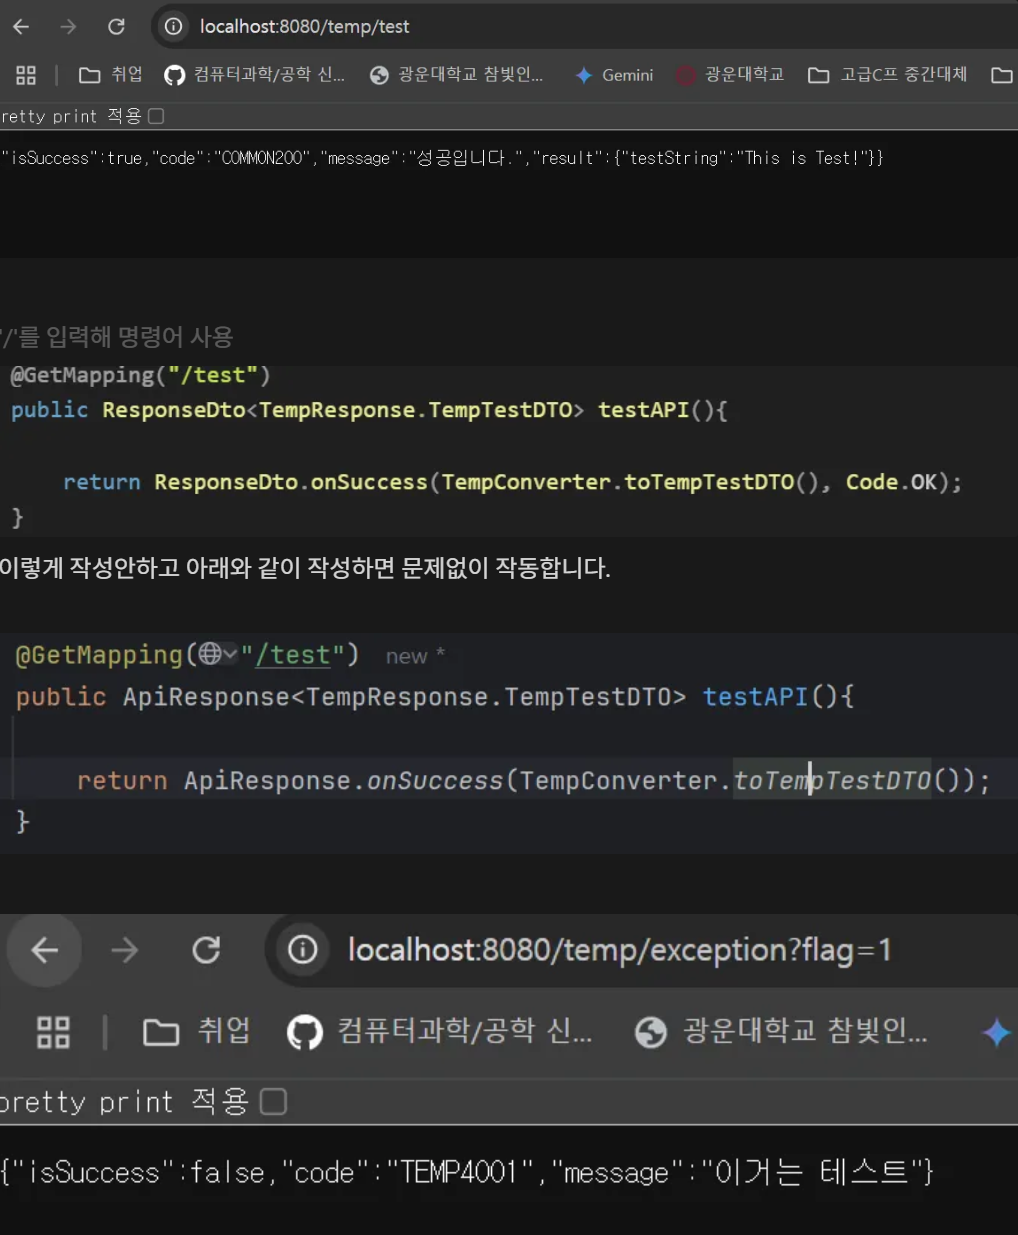 localhost:8080/temp/test
취업 컴퓨터과학/공학 신... 광운대학교 참빛인... Gemini 광운대학교 고급C프 중간대체
retty print 적용
"isSuccess":true,"code":"COMMON200","message":"성공입니다.","result":{"testString":"This is Test!"}}
'/'를 입력해 명령어 사용
@GetMapping("/test")
public ResponseDto<TempResponse.TempTestDTO> testAPI(){
return ResponseDto.onSuccess(TempConverter.toTempTestDTO(), Code.OK);
}
이렇게 작성안하고 아래와 같이 작성하면 문제없이 작동합니다.
@GetMapping("/test") new *
public ApiResponse<TempResponse.TempTestDTO> testAPI(){
return ApiResponse.onSuccess(TempConverter.toTempTestDTO());
}
localhost:8080/temp/exception?flag=1
취업 컴퓨터과학/공학 신... 광운대학교 참빛인...
pretty print 적용
{"isSuccess":false,"code":"TEMP4001","message":"이거는 테스트"}